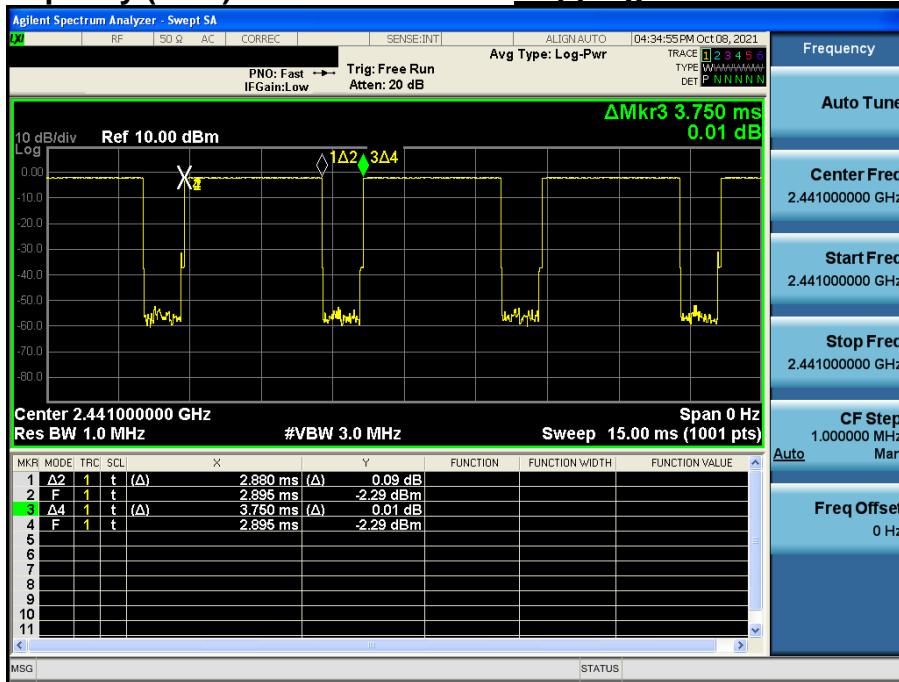 Agilent Spectrum Analyzer - Swept SA
LXI RF 50 Ω AC CORREC SENSE:INT ALIGN AUTO 04:34:55 PM Oct 08, 2021
Avg Type: Log-Pwr
TRACE 1 2 3 4 5 6
TYPE WWWWWWW
DET P N N N N N
PNO: Fast
IFGain:Low
Trig: Free Run
Atten: 20 dB
Frequency
Auto Tune
ΔMkr3 3.750 ms
0.01 dB
10 dB/div Ref 10.00 dBm
Log
1Δ2 3Δ4
0.00
-10.0
-20.0
-30.0
-40.0
-50.0
-60.0
-70.0
-80.0
Center Freq
2.441000000 GHz
Start Freq
2.441000000 GHz
Stop Freq
2.441000000 GHz
Center 2.441000000 GHz Span 0 Hz
Res BW 1.0 MHz #VBW 3.0 MHz Sweep 15.00 ms (1001 pts)
CF Step
1.000000 MHz
Auto Man
MKR MODE TRC SCL X Y FUNCTION FUNCTION WIDTH FUNCTION VALUE
1 Δ2 1 t (Δ) 2.880 ms (Δ) 0.09 dB
2 F 1 t 2.895 ms -2.29 dBm
3 Δ4 1 t (Δ) 3.750 ms (Δ) 0.01 dB
4 F 1 t 2.895 ms -2.29 dBm
5
6
7
8
9
10
11
Freq Offset
0 Hz
MSG STATUS